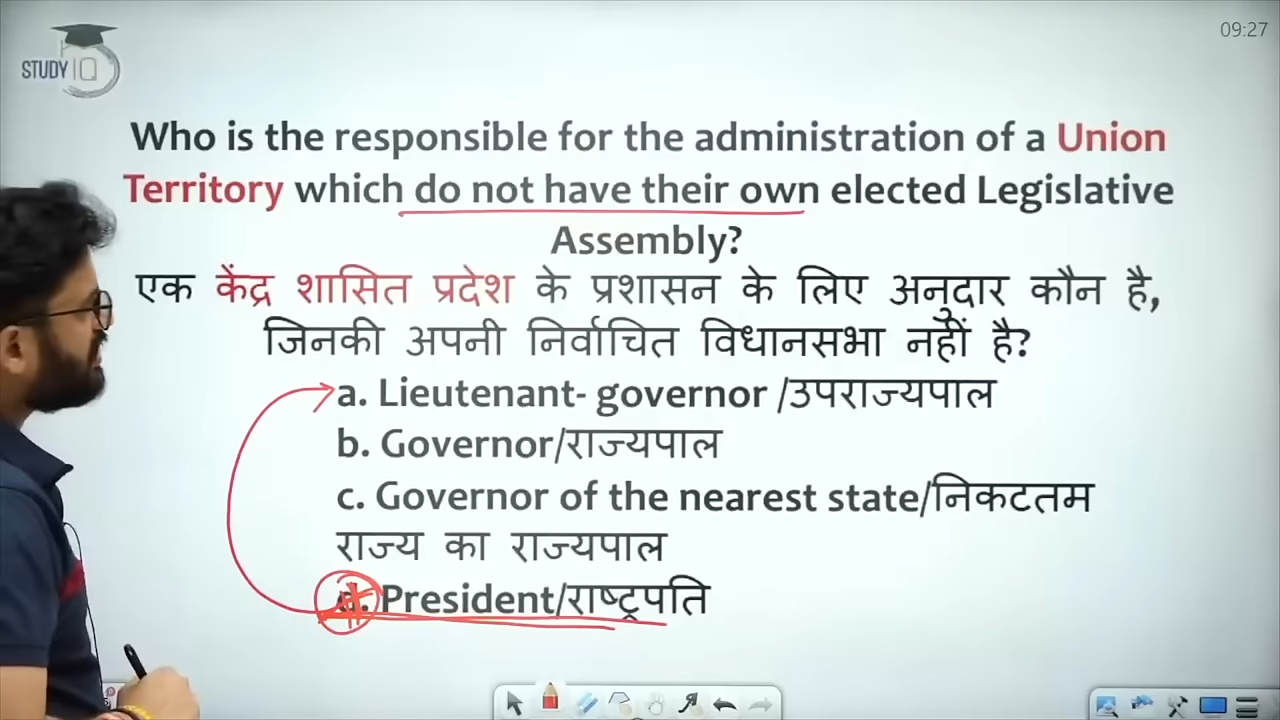 09:27
STUDY IQ
Who is the responsible for the administration of a Union
Territory which do not have their own elected Legislative
Assembly?
एक केंद्र शासित प्रदेश के प्रशासन के लिए अनुदार कौन है,
जिनकी अपनी निर्वाचित विधानसभा नहीं है?
a. Lieutenant- governor /उपराज्यपाल
b. Governor/राज्यपाल
c. Governor of the nearest state/निकटतम
राज्य का राज्यपाल
d. President/राष्ट्रपति